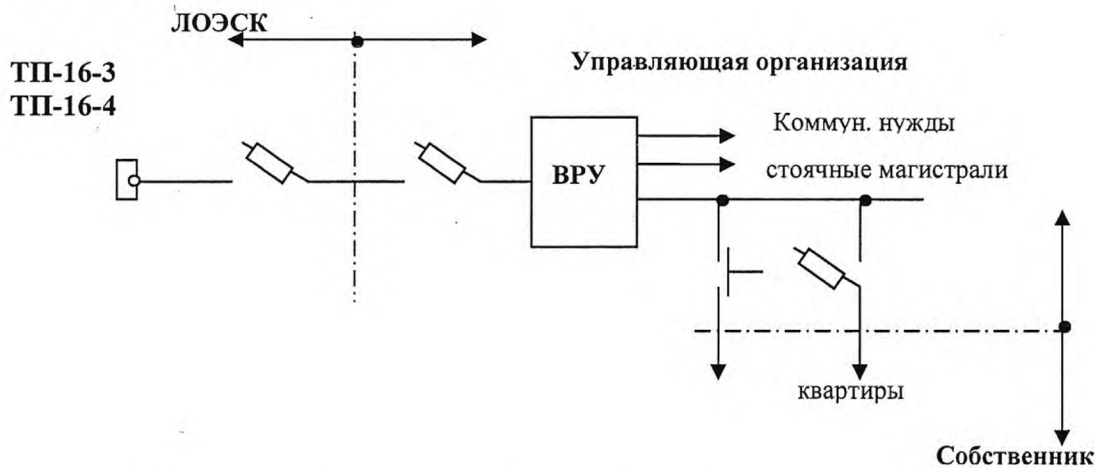 ЛОЭСК
ТП-16-3
ТП-16-4
Управляющая организация
ВРУ
Коммун. нужды
стоячные магистрали
квартиры
Собственник